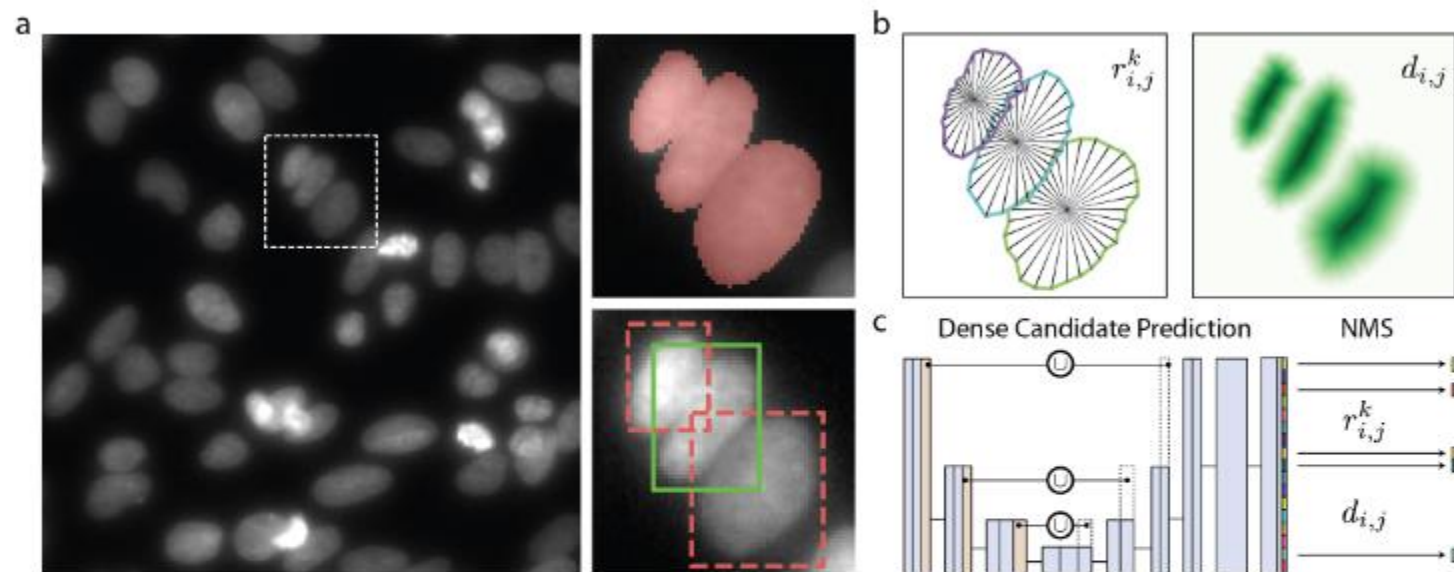 a
b
r^k_{i,j}
d_{i,j}
c
Dense Candidate Prediction
NMS
∪
r^k_{i,j}
∪
d_{i,j}
∪